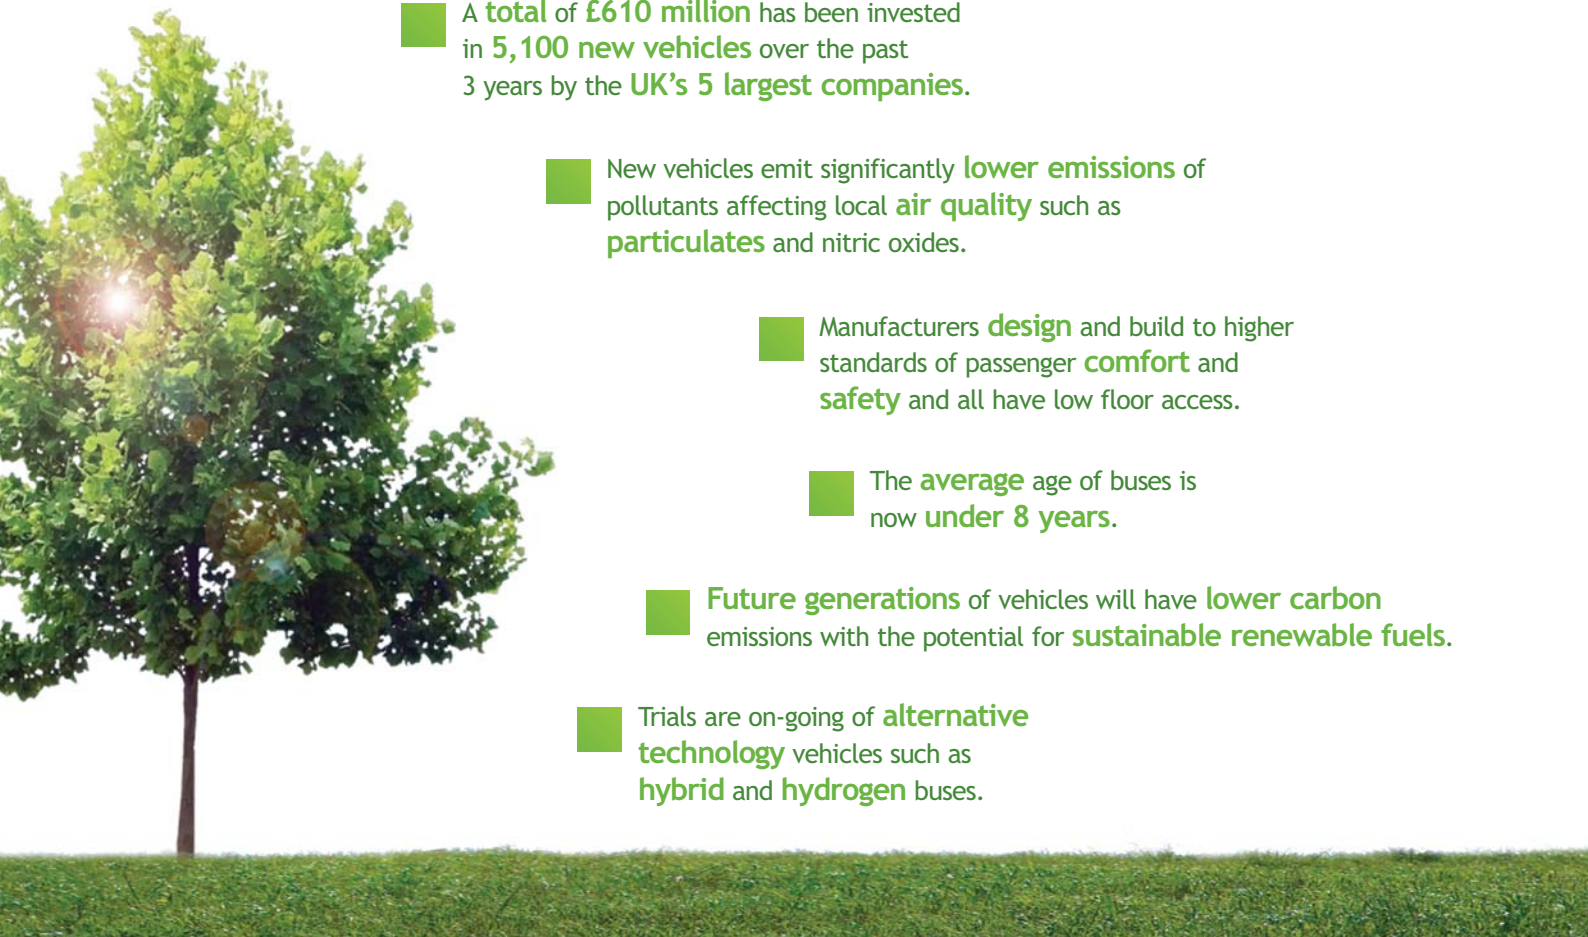 A total of £610 million has been invested
in 5,100 new vehicles over the past
3 years by the UK’s 5 largest companies.
New vehicles emit significantly lower emissions of
pollutants affecting local air quality such as
particulates and nitric oxides.
Manufacturers design and build to higher
standards of passenger comfort and
safety and all have low floor access.
The average age of buses is
now under 8 years.
Future generations of vehicles will have lower carbon
emissions with the potential for sustainable renewable fuels.
Trials are on-going of alternative
technology vehicles such as
hybrid and hydrogen buses.